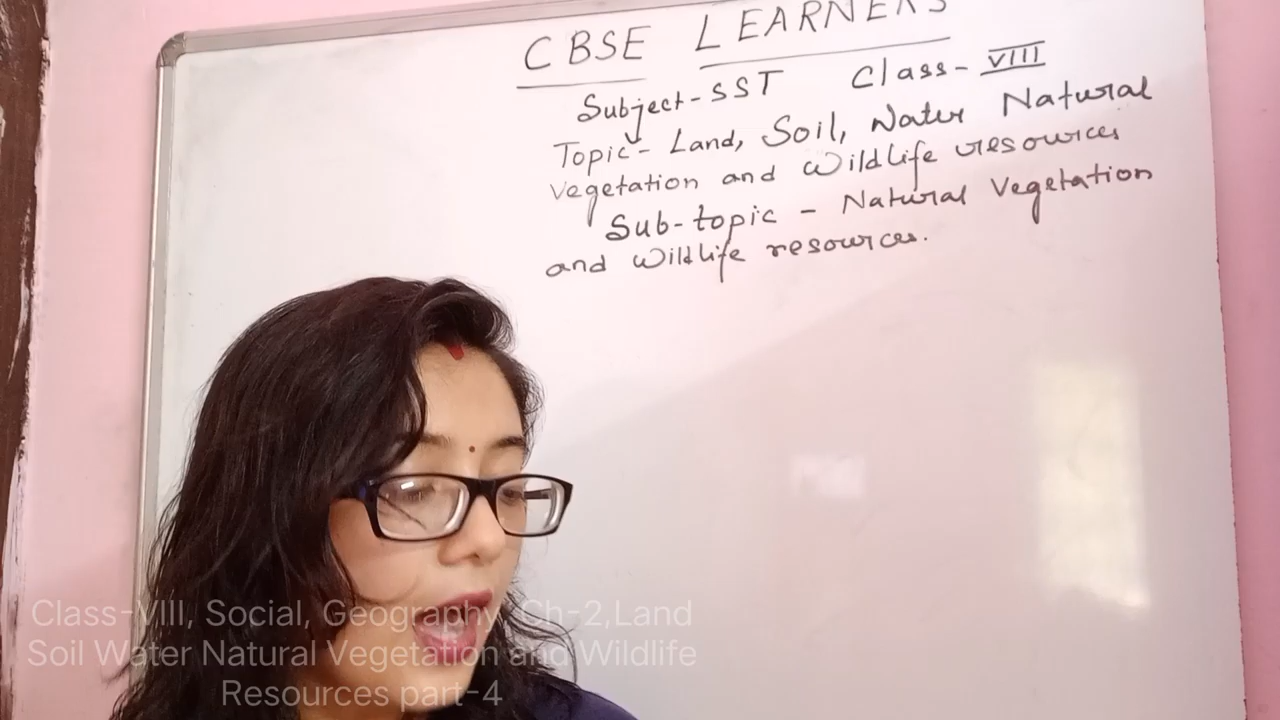 CBSE LEARNERS
Subject - SST Class - VIII
Topic - Land, Soil, Water Natural
vegetation and wildlife resources
Sub-topic - Natural Vegetation
and wildlife resources.
Class-VIII, Social, Geography, Ch-2,Land
Soil Water Natural Vegetation and Wildlife
Resources part-4